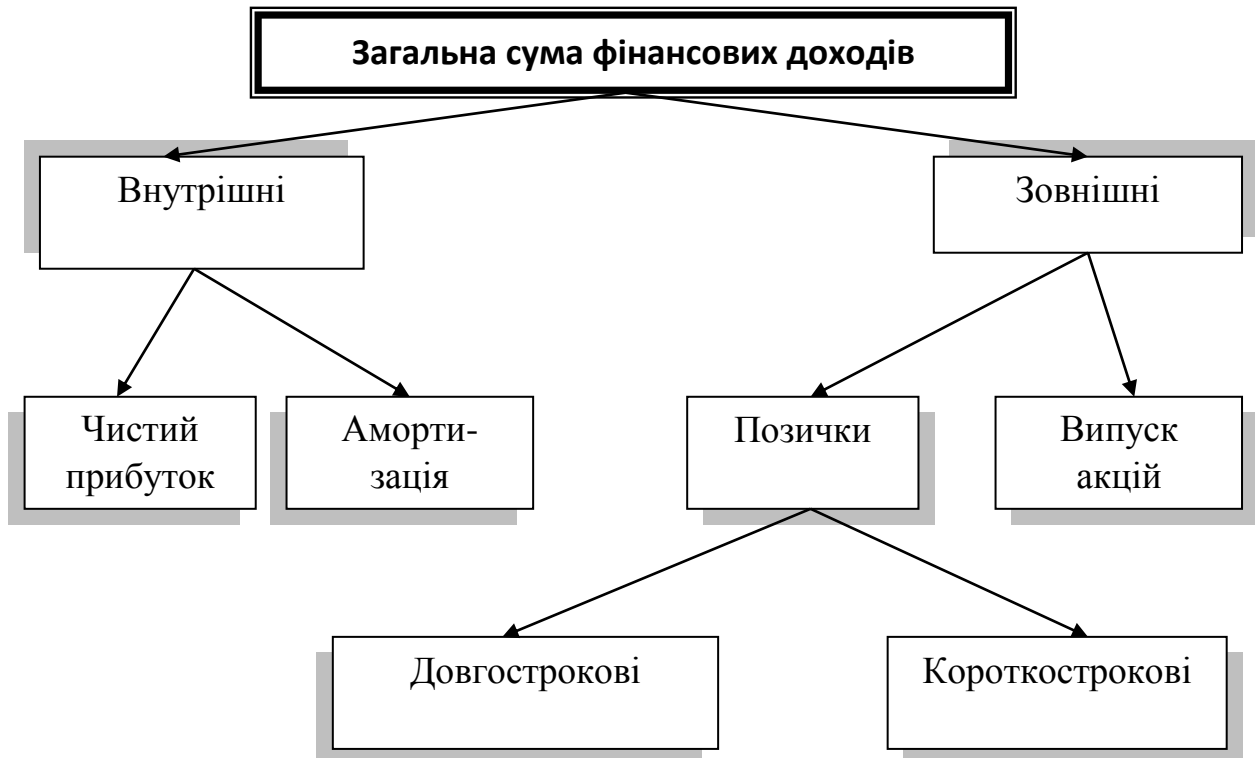 Загальна сума фінансових доходів
Внутрішні
Зовнішні
Чистий
прибуток
Аморти-
зація
Позички
Випуск
акцій
Довгострокові
Короткострокові